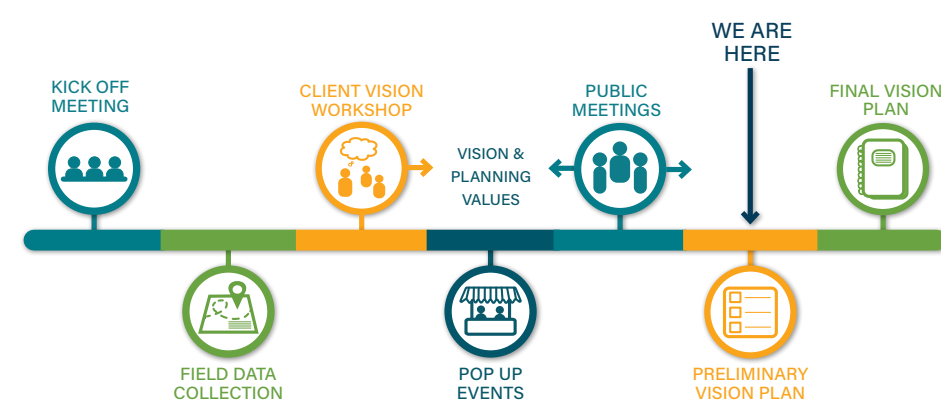 WE ARE
HERE
KICK OFF
MEETING
CLIENT VISION
WORKSHOP
PUBLIC
MEETINGS
FINAL VISION
PLAN
VISION &
PLANNING
VALUES
FIELD DATA
COLLECTION
POP UP
EVENTS
PRELIMINARY
VISION PLAN